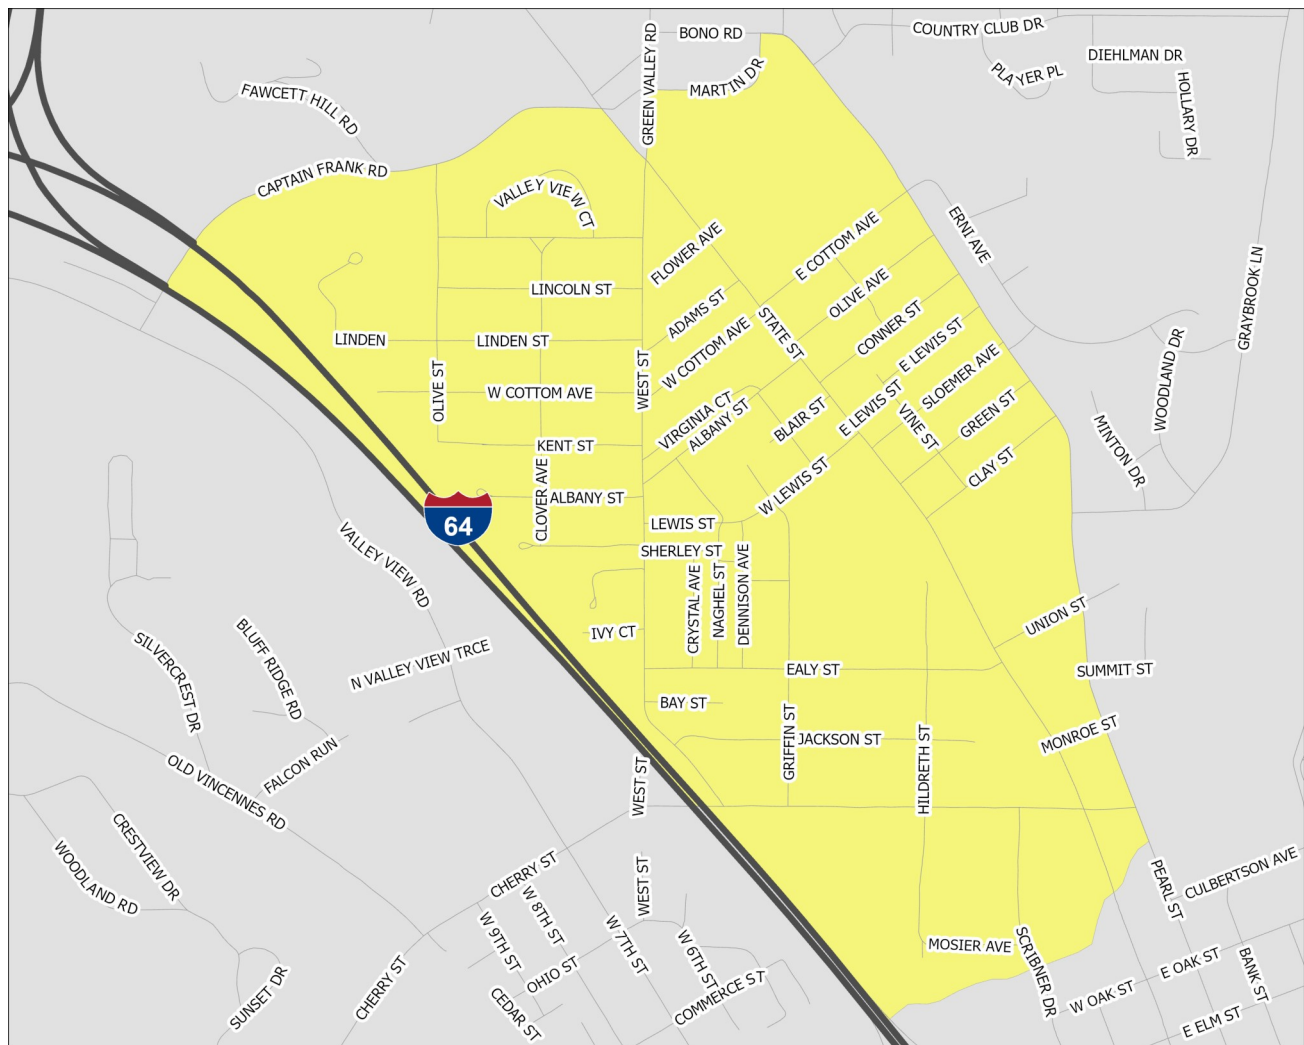 BONO RD
COUNTRY CLUB DR
GREEN VALLEY RD
DIEHLMAN DR
PLAYER PL
MARTIN DR
HOLLARY DR
FAWCETT HILL RD
CAPTAIN FRANK RD
VALLEY VIEW CT
FLOWER AVE
E COTTOM AVE
ERNI AVE
GRAYBROOK LN
LINCOLN ST
OLIVE AVE
ADAMS ST
CONNER ST
STATE ST
LINDEN
LINDEN ST
W COTTOM AVE
E LEWIS ST
WOODLAND DR
OLIVE ST
WEST ST
SLOEMER AVE
W COTTOM AVE
VIRGINIA CT
ALBANY ST
BLAIR ST
E LEWIS ST
VINE ST
GREEN ST
MINTON DR
KENT ST
CLAY ST
CLOVER AVE
ALBANY ST
W LEWIS ST
64
LEWIS ST
SHERLEY ST
VALLEY VIEW RD
CRYSTAL AVE
NAGHEL ST
DENNISON AVE
UNION ST
IVY CT
SILVERCREST DR
BLUFF RIDGE RD
N VALLEY VIEW TRCE
EALY ST
SUMMIT ST
BAY ST
GRIFFIN ST
JACKSON ST
HILDRETH ST
MONROE ST
FALCON RUN
OLD VINCENNES RD
WEST ST
CRESTVIEW DR
WOODLAND RD
CHERRY ST
WEST ST
PEARL ST
CULBERTSON AVE
W 8TH ST
W 9TH ST
W 7TH ST
W 6TH ST
MOSIER AVE
SCRIBNER DR
E OAK ST
BANK ST
OHIO ST
CHERRY ST
SUNSET DR
CEDAR ST
COMMERCE ST
W OAK ST
E ELM ST